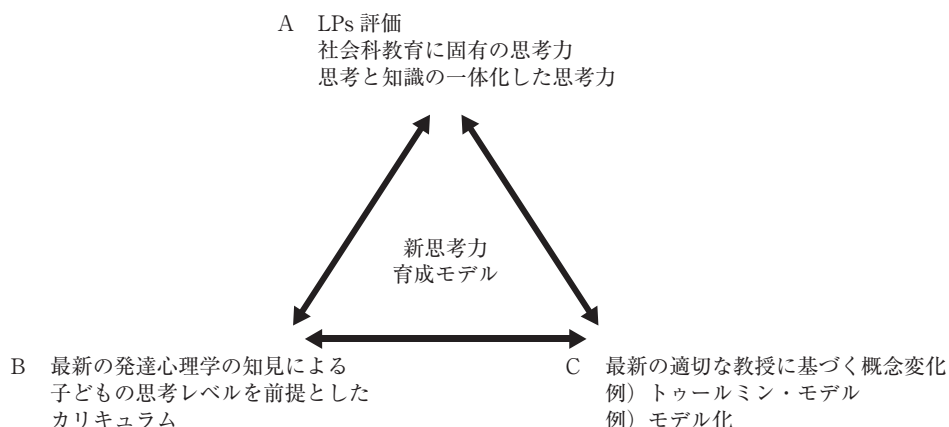 A LPs 評価
社会科教育に固有の思考力
思考と知識の一体化した思考力
新思考力
育成モデル
B 最新の発達心理学の知見による
子どもの思考レベルを前提とした
カリキュラム
C 最新の適切な教授に基づく概念変化
例）トゥールミン・モデル
例）モデル化